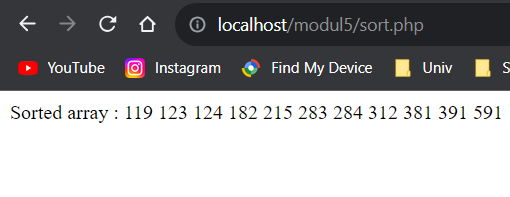 localhost/modul5/sort.php
YouTube Instagram Find My Device Univ S
Sorted array : 119 123 124 182 215 283 284 312 381 391 591